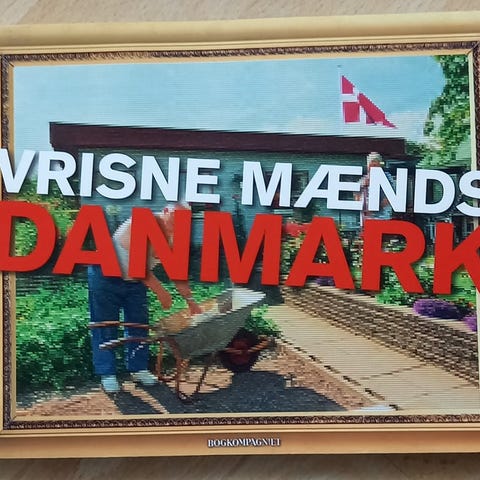 VRISNE MÆNDS
DANMARK
BOGKOMPAGNIET